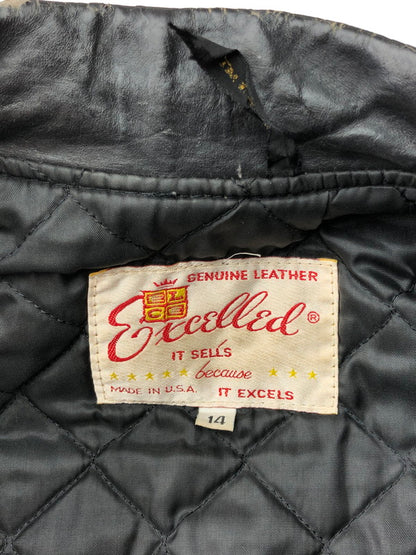 GENUINE LEATHER
Excelled®
IT SELLS
because
MADE IN U.S.A. IT EXCELS
14